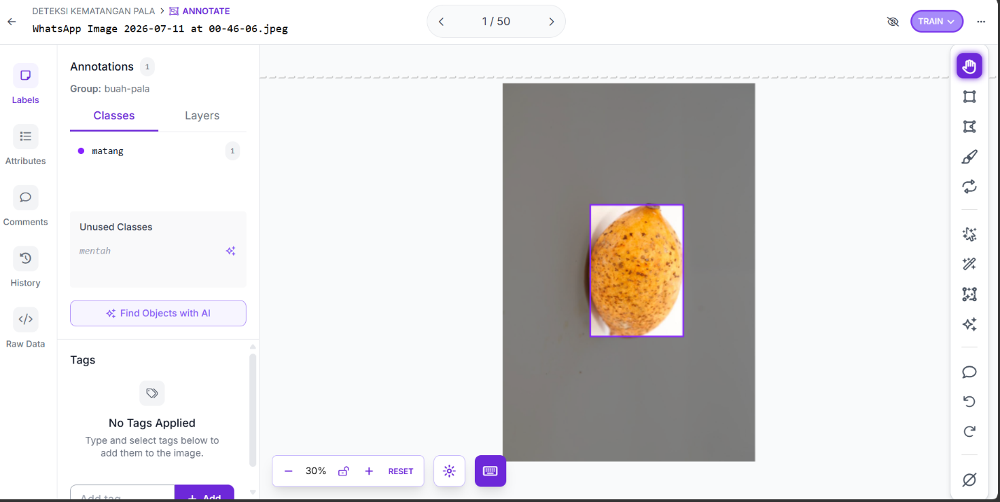 DETEKSI KEMATANGAN PALA > ANNOTATE
WhatsApp Image 2026-07-11 at 00-46-06.jpeg
1 / 50
TRAIN
Labels
Attributes
Comments
History
Raw Data
Annotations 1
Group: buah-pala
Classes Layers
matang 1
Unused Classes
mentah
Find Objects with AI
Tags
No Tags Applied
Type and select tags below to
add them to the image.
Add tag
+ Add
30%
RESET